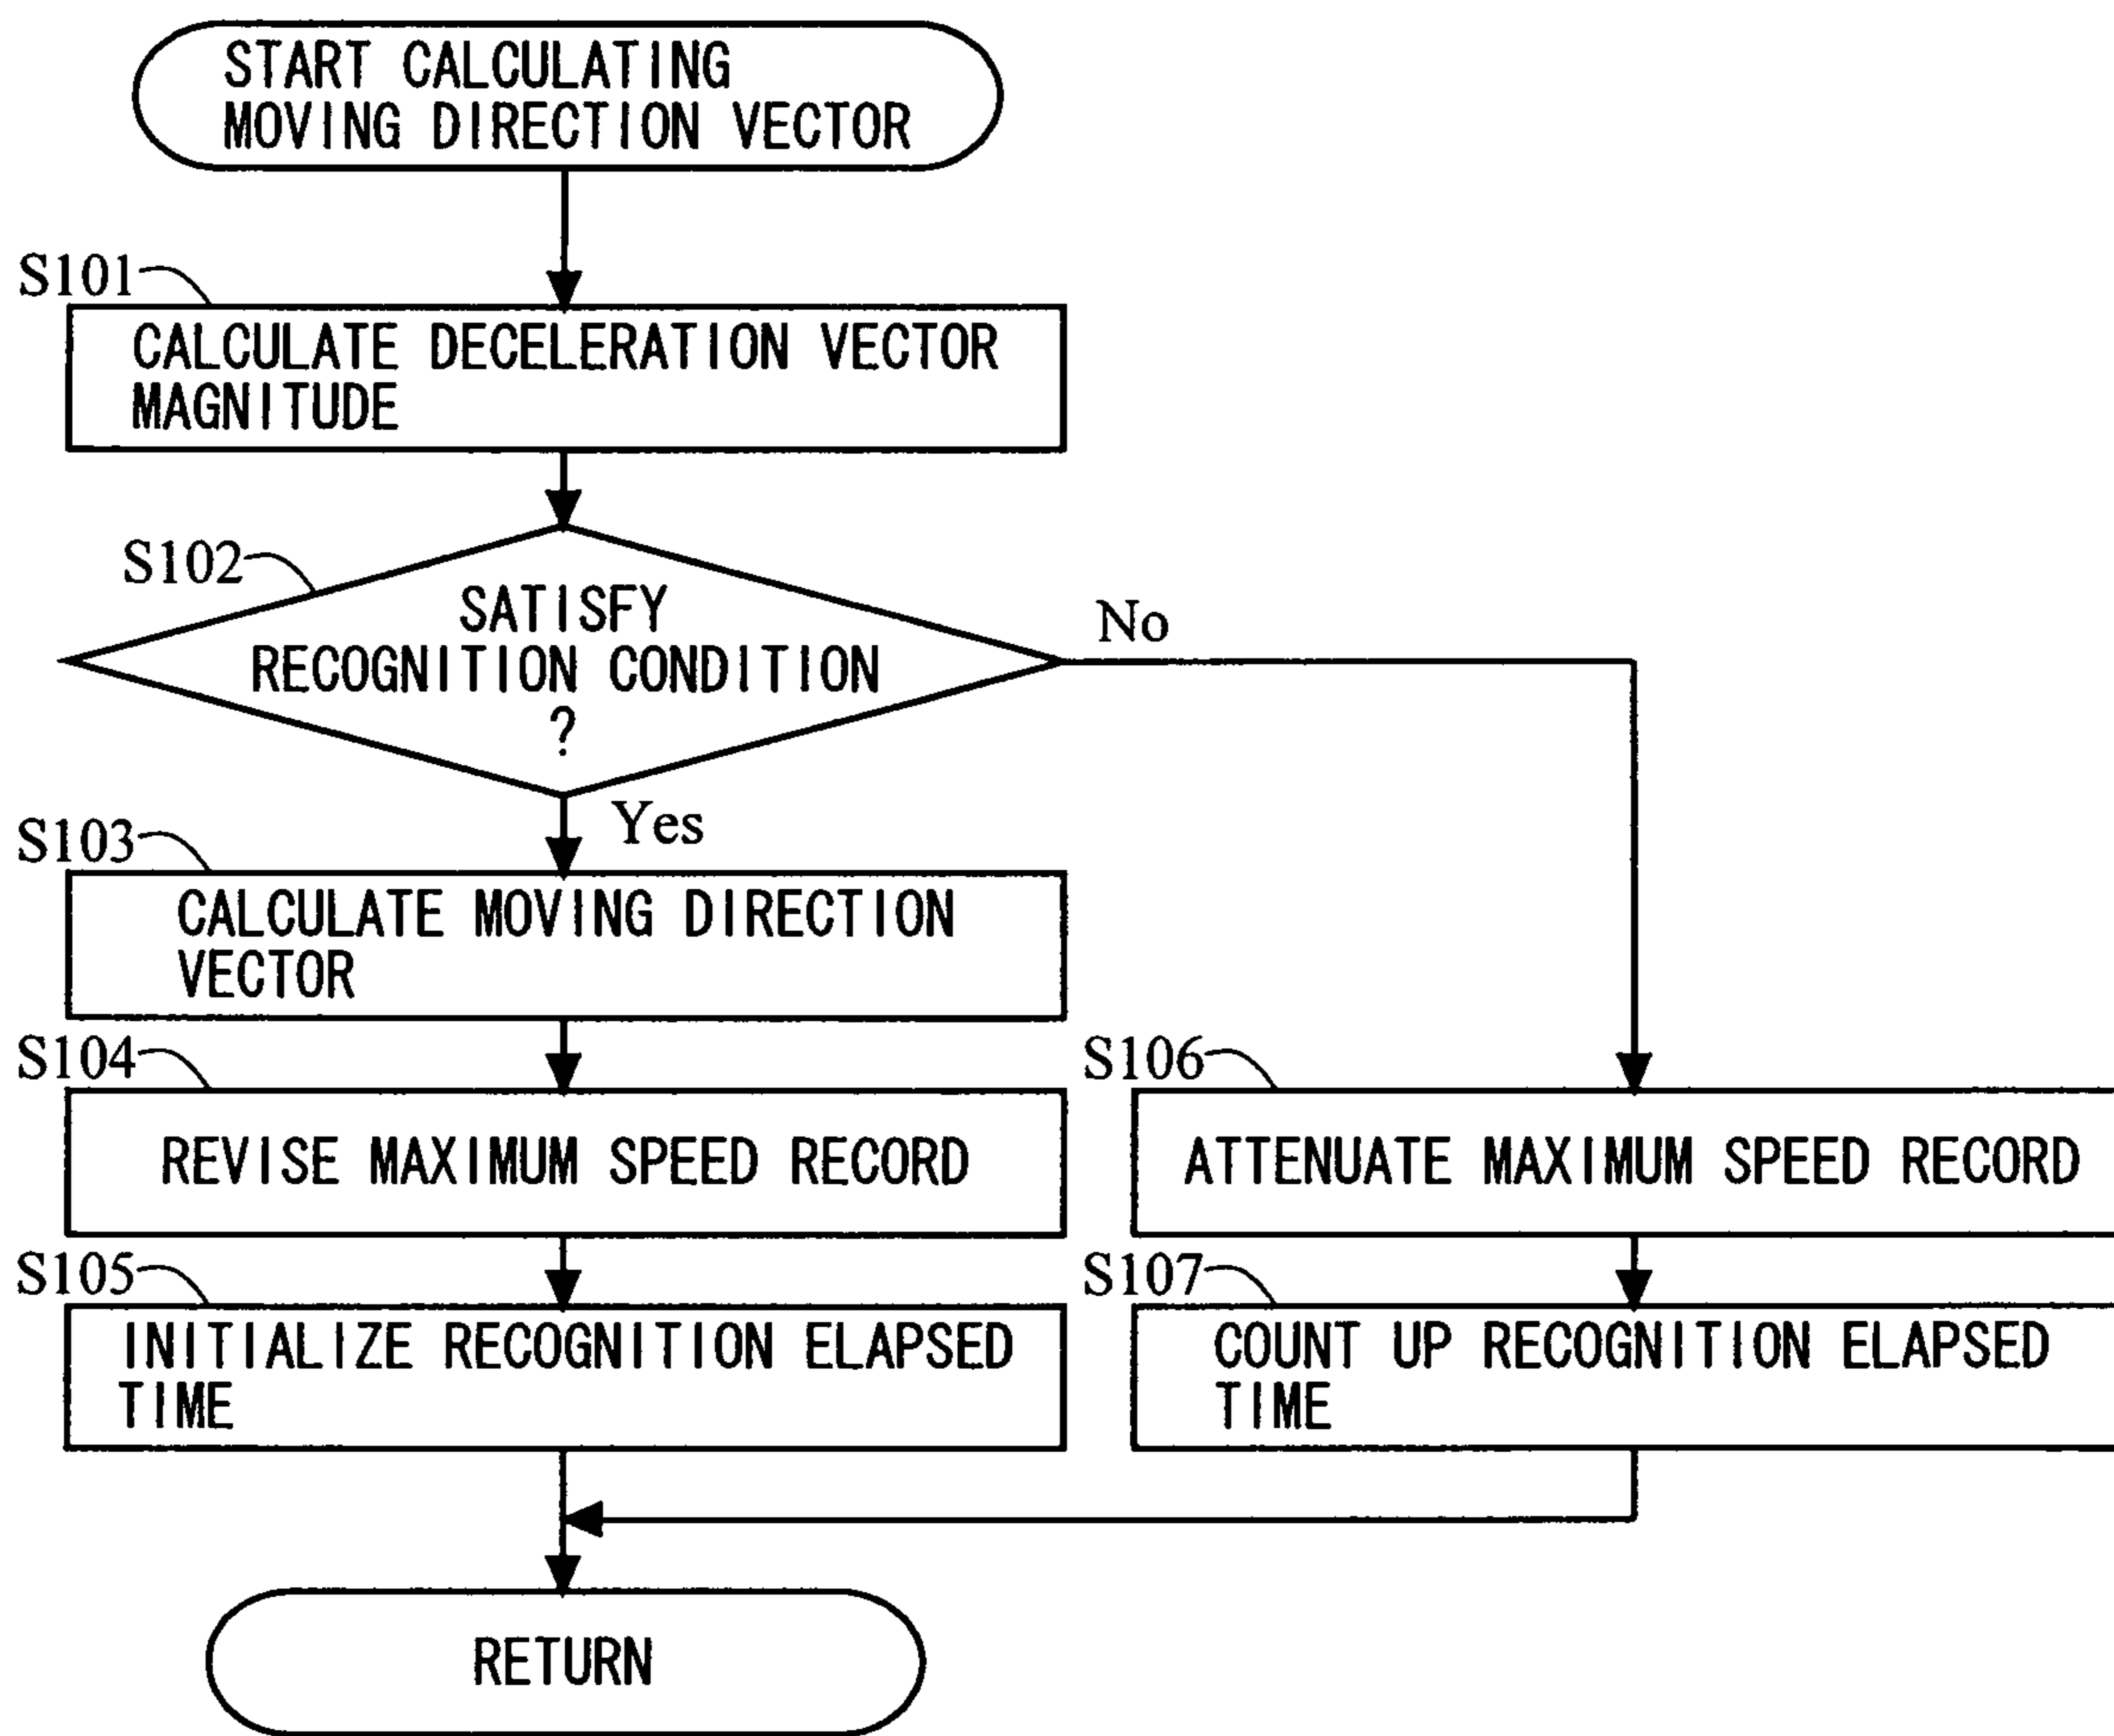 START CALCULATING
MOVING DIRECTION VECTOR
S101
CALCULATE DECELERATION VECTOR
MAGNITUDE
S102
SATISFY
RECOGNITION CONDITION
?
No
Yes
S103
CALCULATE MOVING DIRECTION
VECTOR
S104
REVISE MAXIMUM SPEED RECORD
S106
ATTENUATE MAXIMUM SPEED RECORD
S105
INITIALIZE RECOGNITION ELAPSED
TIME
S107
COUNT UP RECOGNITION ELAPSED
TIME
RETURN